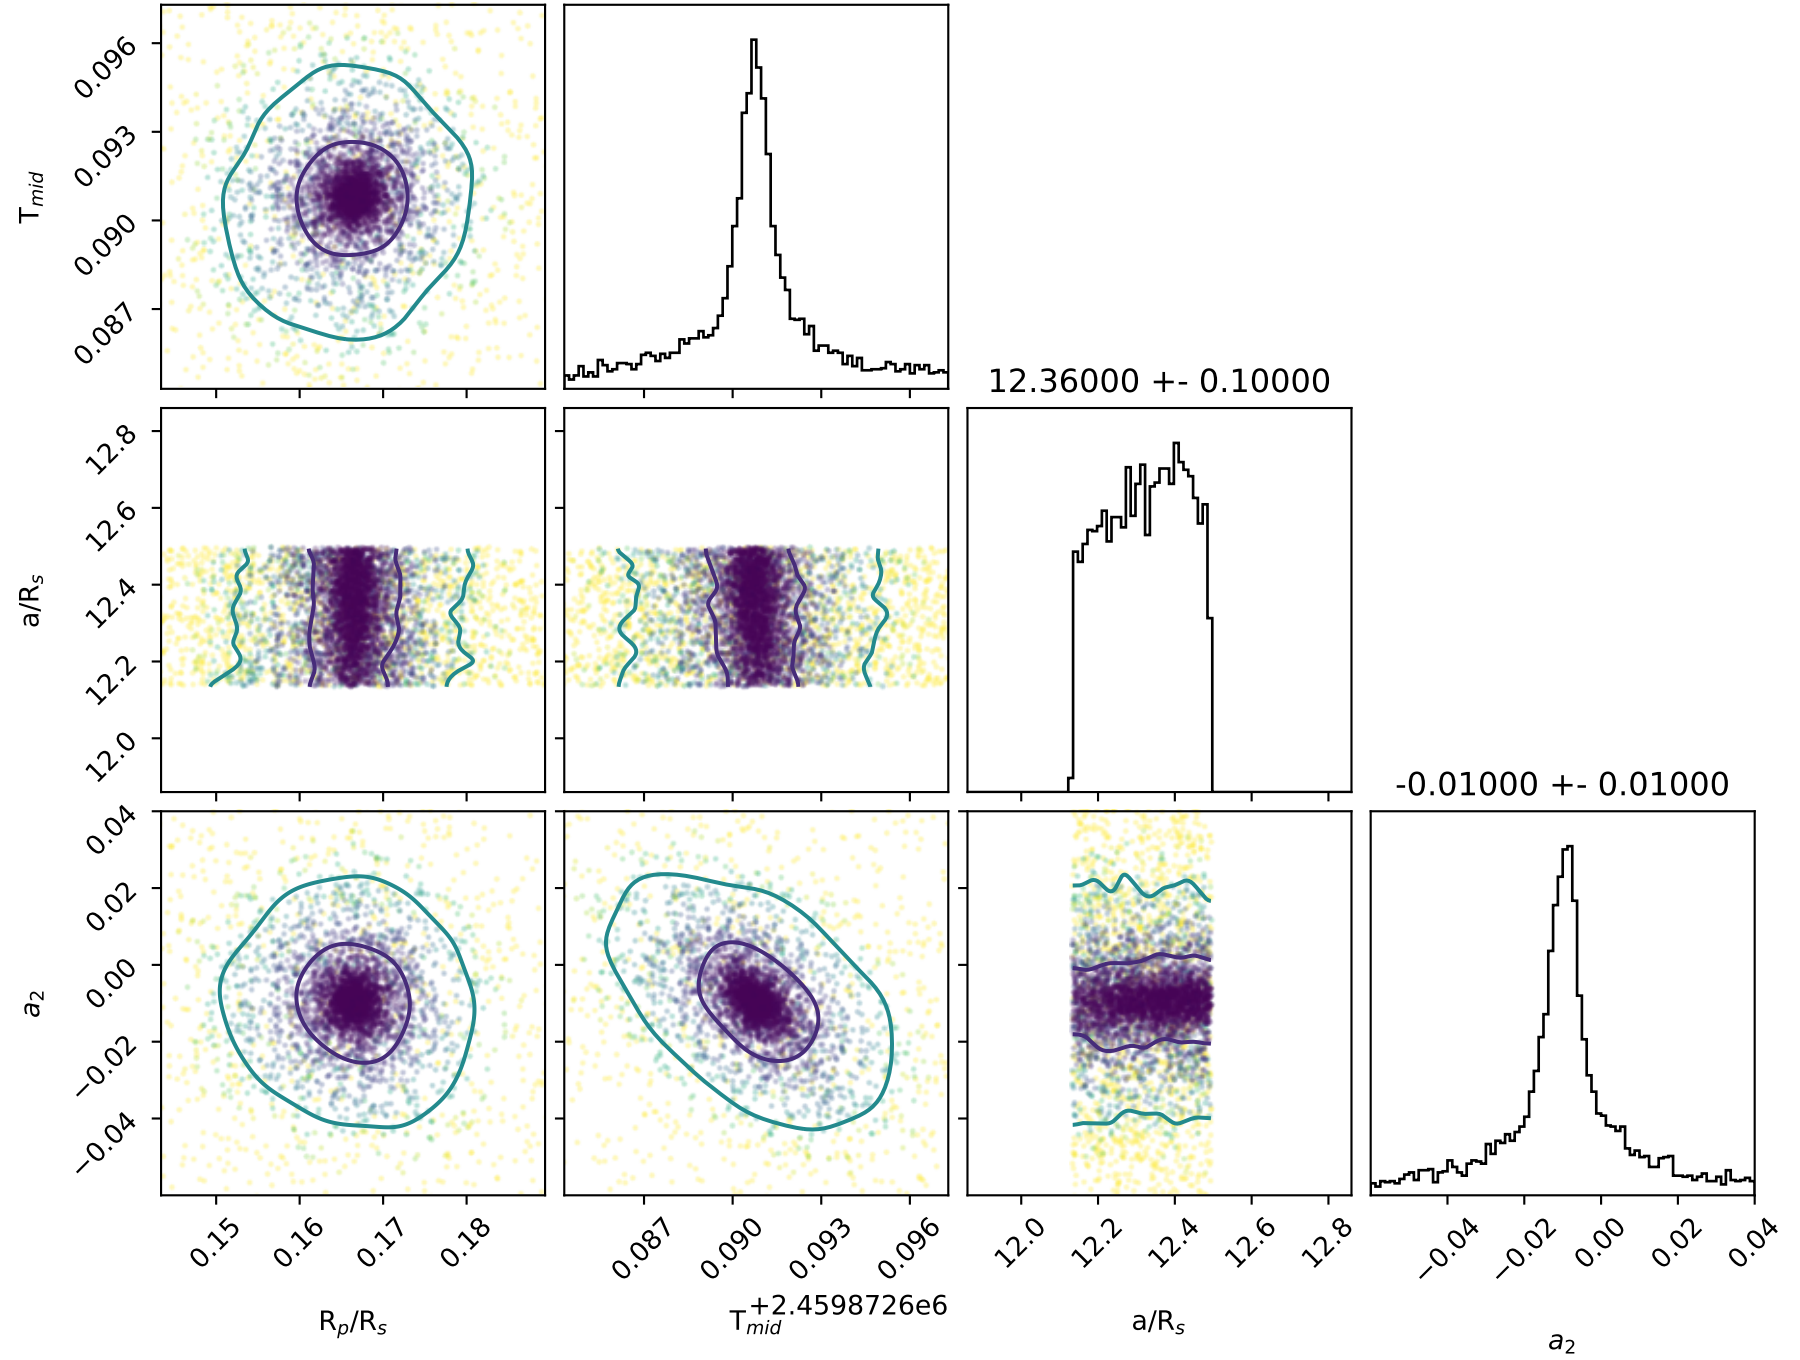 0.096
0.093
0.090
0.087
T_mid
12.36000 +- 0.10000
12.8
12.6
12.4
12.2
12.0
a/R_s
-0.01000 +- 0.01000
0.04
0.02
0.00
−0.02
−0.04
a_2
0.15 0.16 0.17 0.18
0.087 0.090 0.093 0.096
12.0 12.2 12.4 12.6 12.8
−0.04 −0.02 0.00 0.02 0.04
+2.4598726e6
R_p/R_s
T_mid
a/R_s
a_2